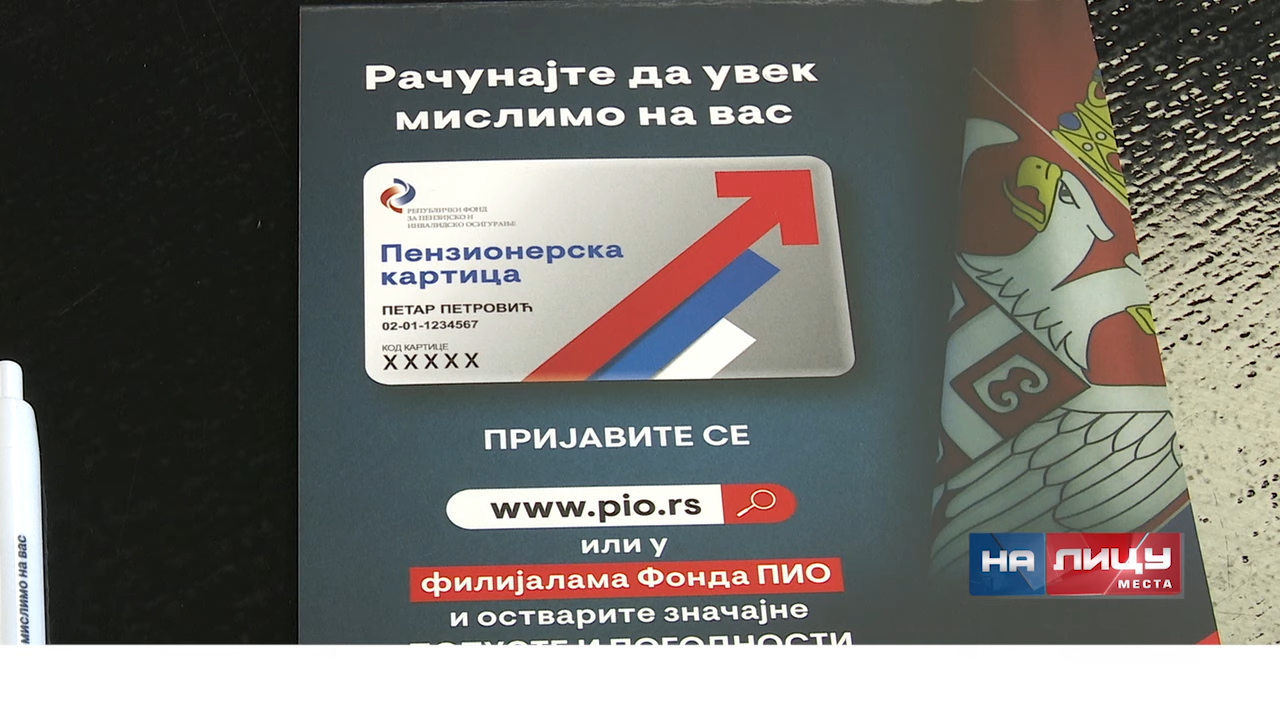 Рачунајте да увек
мислимо на вас
РЕПУБЛИЧКИ ФОНД
ЗА ПЕНЗИЈСКО И
ИНВАЛИДСКО ОСИГУРАЊЕ
Пензионерска
картица
ПЕТАР ПЕТРОВИЋ
02-01-1234567
КОД КАРТИЦЕ
XXXXX
ПРИЈАВИТЕ СЕ
www.pio.rs
или у
филијалама Фонда ПИО
и остварите значајне
ПОПУСТЕ И ПОГОДНОСТИ
мислимо на вас
НА ЛИЦУ
МЕСТА